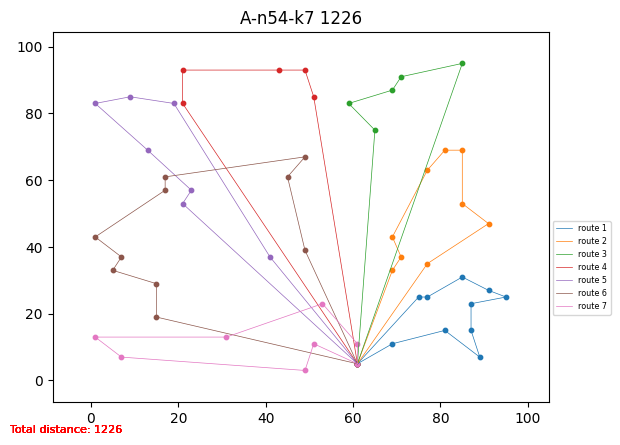 A-n54-k7 1226
100
80
60
40
20
0
0 20 40 60 80 100
route 1
route 2
route 3
route 4
route 5
route 6
route 7
Total distance: 1226